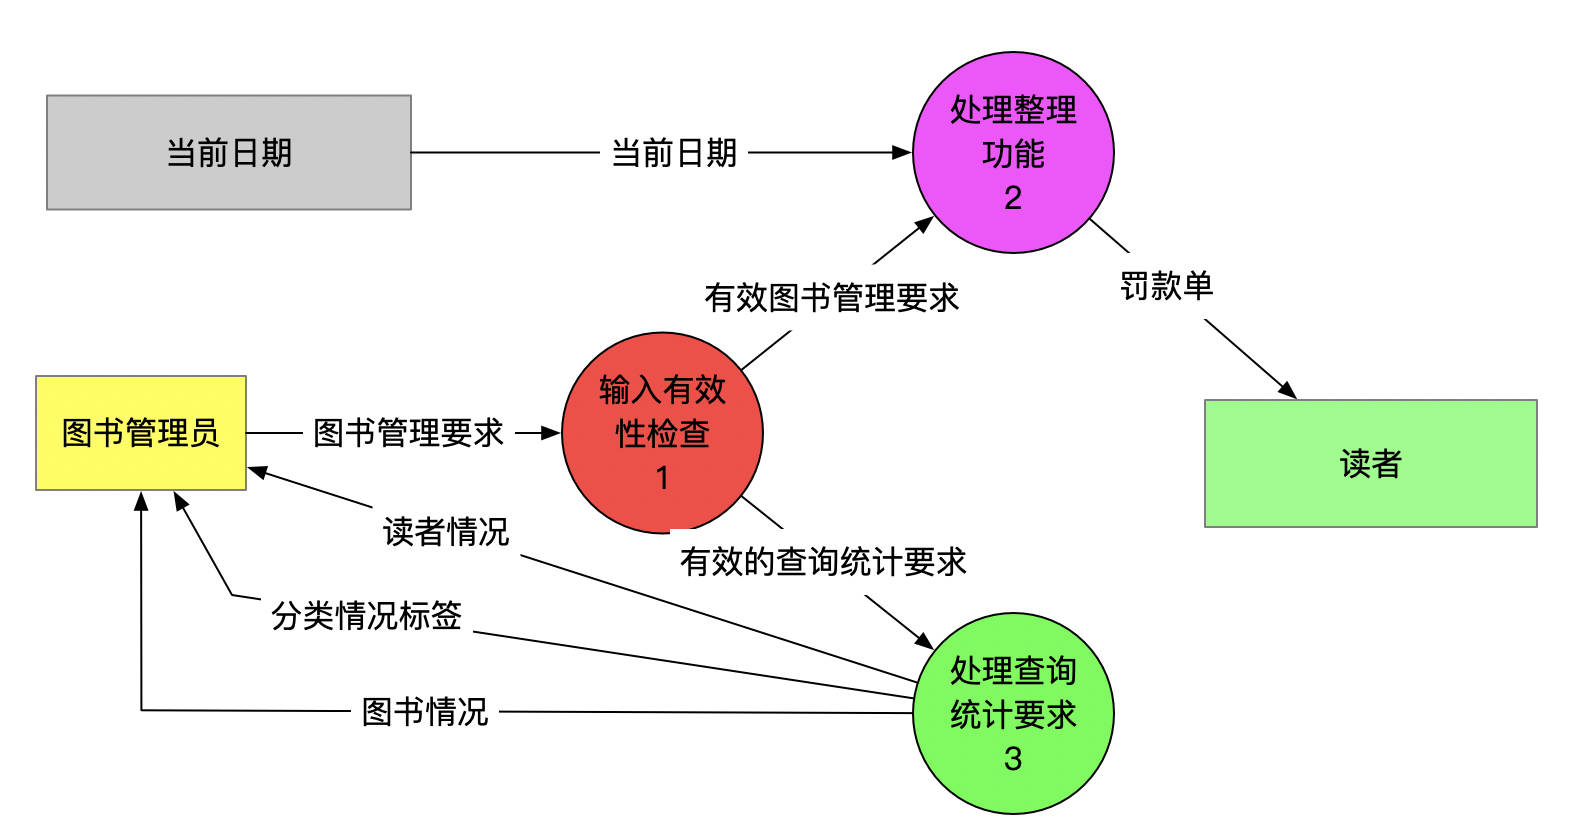 当前日期
当前日期
处理整理
功能
2
有效图书管理要求
罚款单
图书管理员
图书管理要求
输入有效
性检查
1
读者
读者情况
有效的查询统计要求
分类情况标签
处理查询
统计要求
3
图书情况